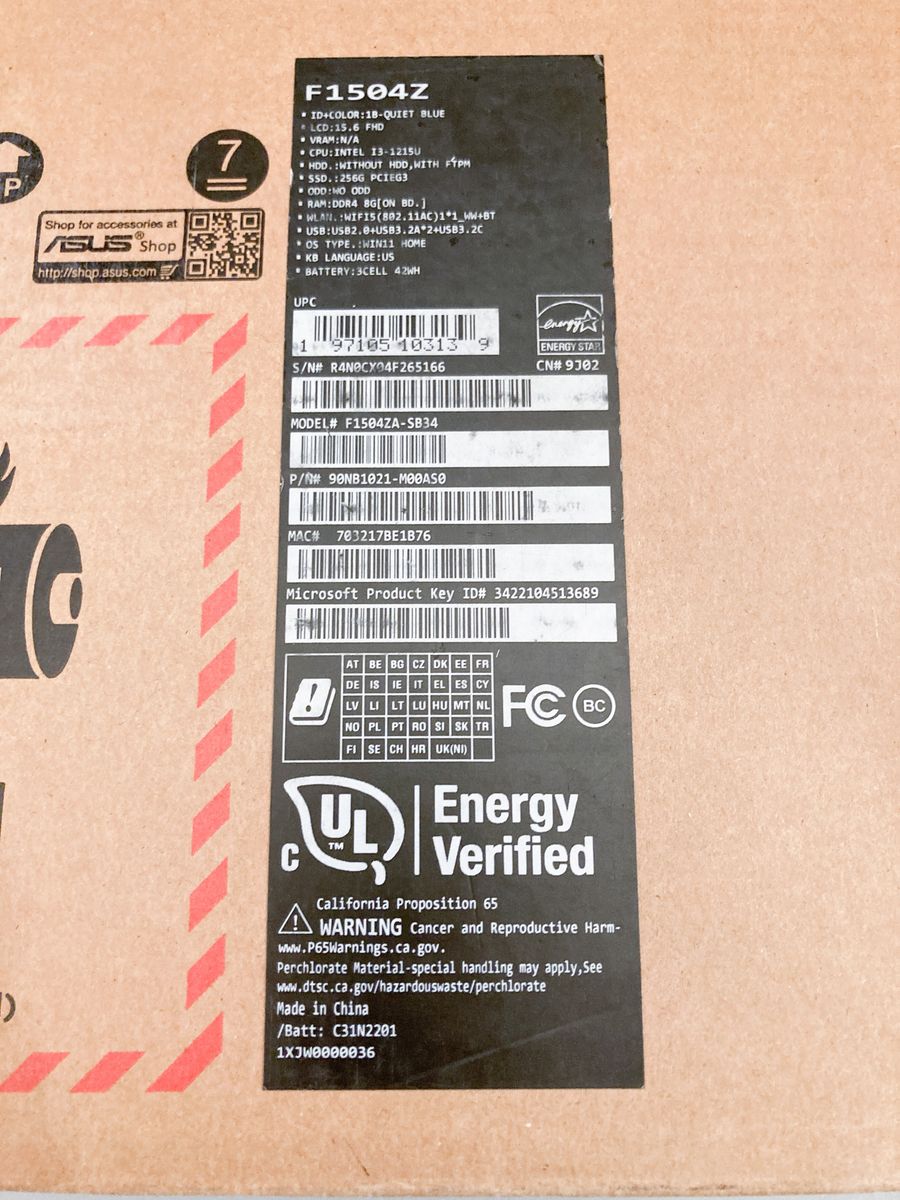 P
7
Shop for accessories at
ASUS® Shop
http://shop.asus.com
F1504Z
• ID+COLOR:1B-QUIET BLUE
• LCD:15.6 FHD
• VRAM:N/A
• CPU:INTEL I3-1215U
• HDD.:WITHOUT HDD,WITH FTPM
• SSD.:256G PCIEG3
• ODD:WO ODD
• RAM:DDR4 8G[ON BD.]
• WLAN.:WIFI5(802.11AC)1*1_WW+BT
• USB:USB2.0+USB3.2A*2+USB3.2C
• OS TYPE.:WIN11 HOME
• KB LANGUAGE:US
• BATTERY:3CELL 42WH
UPC
1 97105 10313 9
energy
ENERGY STAR
S/N# R4N0CX04F265166
CN# 9J02
MODEL# F1504ZA-SB34
P/N# 90NB1021-M00AS0
MAC# 703217BE1B76
Microsoft Product Key ID# 3422104513689
AT BE BG CZ DK EE FR
DE IS IE IT EL ES CY
LV LI LT LU HU MT NL
NO PL PT RO SI SK TR
FI SE CH HR UK(NI)
FC BC
C UL™ Energy
Verified
California Proposition 65
WARNING Cancer and Reproductive Harm-
www.P65Warnings.ca.gov.
Perchlorate Material-special handling may apply,See
www.dtsc.ca.gov/hazardouswaste/perchlorate
Made in China
/Batt: C31N2201
1XJW0000036